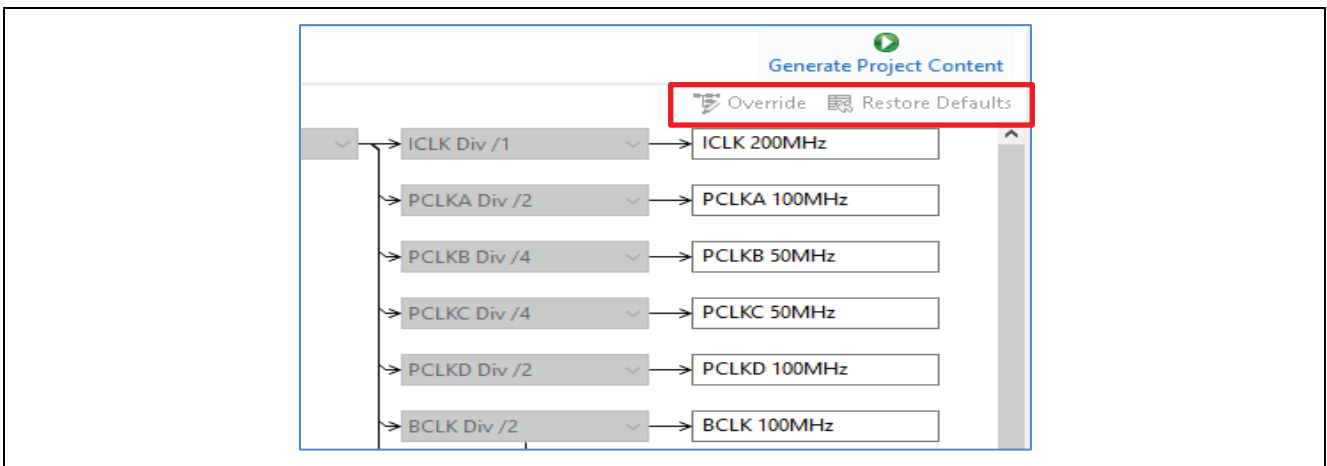 Generate Project Content
Override Restore Defaults
ICLK Div /1 ICLK 200MHz
PCLKA Div /2 PCLKA 100MHz
PCLKB Div /4 PCLKB 50MHz
PCLKC Div /4 PCLKC 50MHz
PCLKD Div /2 PCLKD 100MHz
BCLK Div /2 BCLK 100MHz